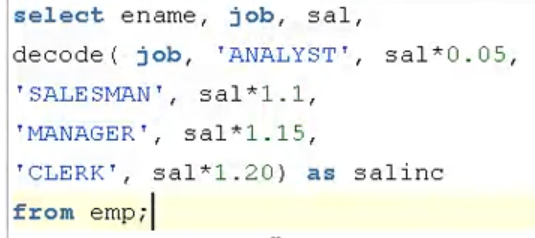 select ename, job, sal,
decode( job, 'ANALYST', sal*0.05,
'SALESMAN', sal*1.1,
'MANAGER', sal*1.15,
'CLERK', sal*1.20) as salinc
from emp;